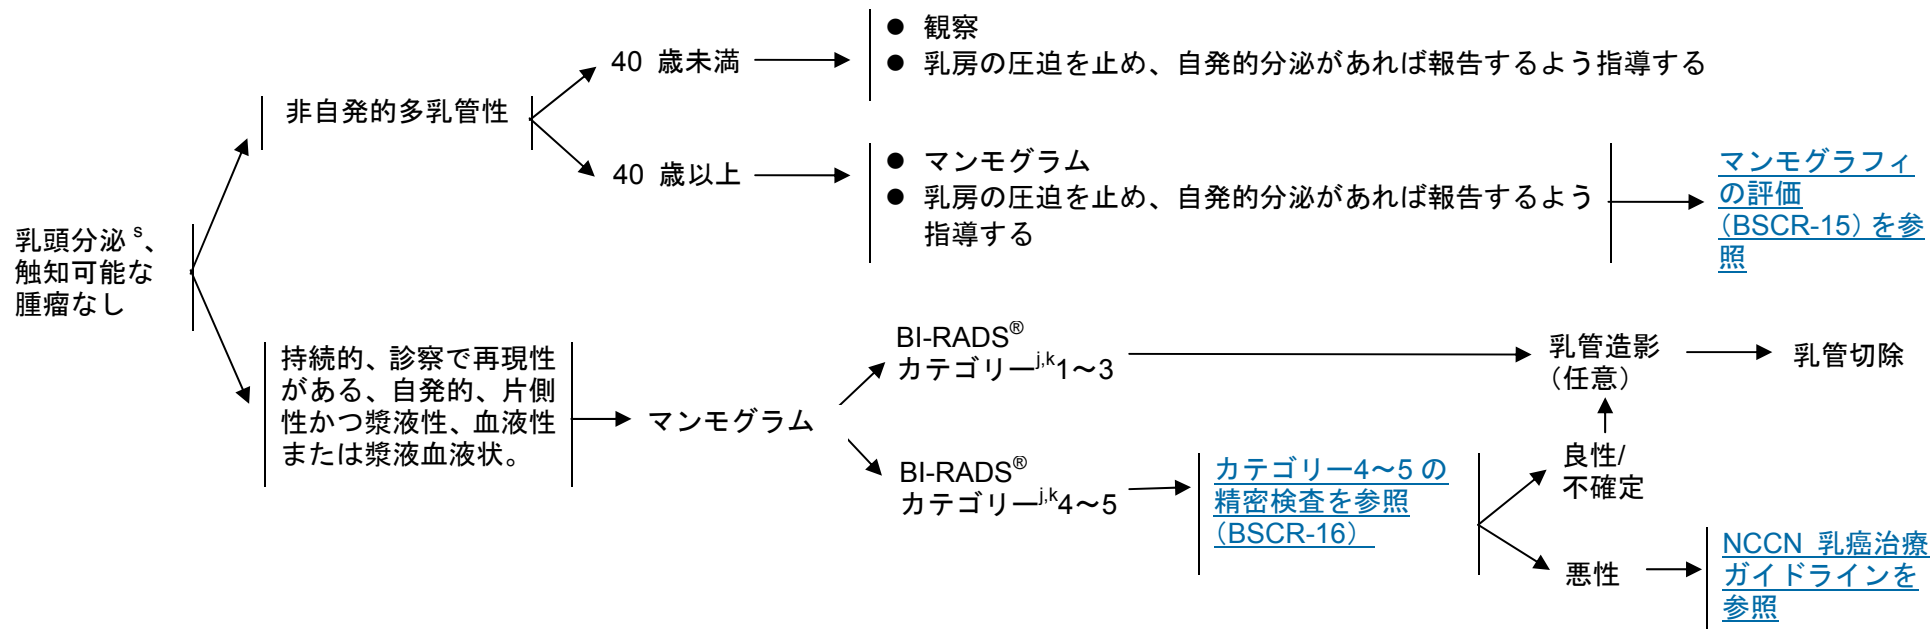 乳頭分泌 s、
触知可能な
腫瘤なし
非自発的多乳管性
40 歳未満
● 観察
● 乳房の圧迫を止め、自発的分泌があれば報告するよう指導する
40 歳以上
● マンモグラム
● 乳房の圧迫を止め、自発的分泌があれば報告するよう
指導する
マンモグラフィ
の評価
(BSCR-15) を参
照
持続的、診察で再現性
がある、自発的、片側
性かつ漿液性、血液性
または漿液血液状。
マンモグラム
BI-RADS®
カテゴリーj,k1～3
乳管造影
（任意）
乳管切除
BI-RADS®
カテゴリーj,k4～5
カテゴリー4～5 の
精密検査を参照
(BSCR-16)
良性/
不確定
悪性
NCCN 乳癌治療
ガイドラインを
参照